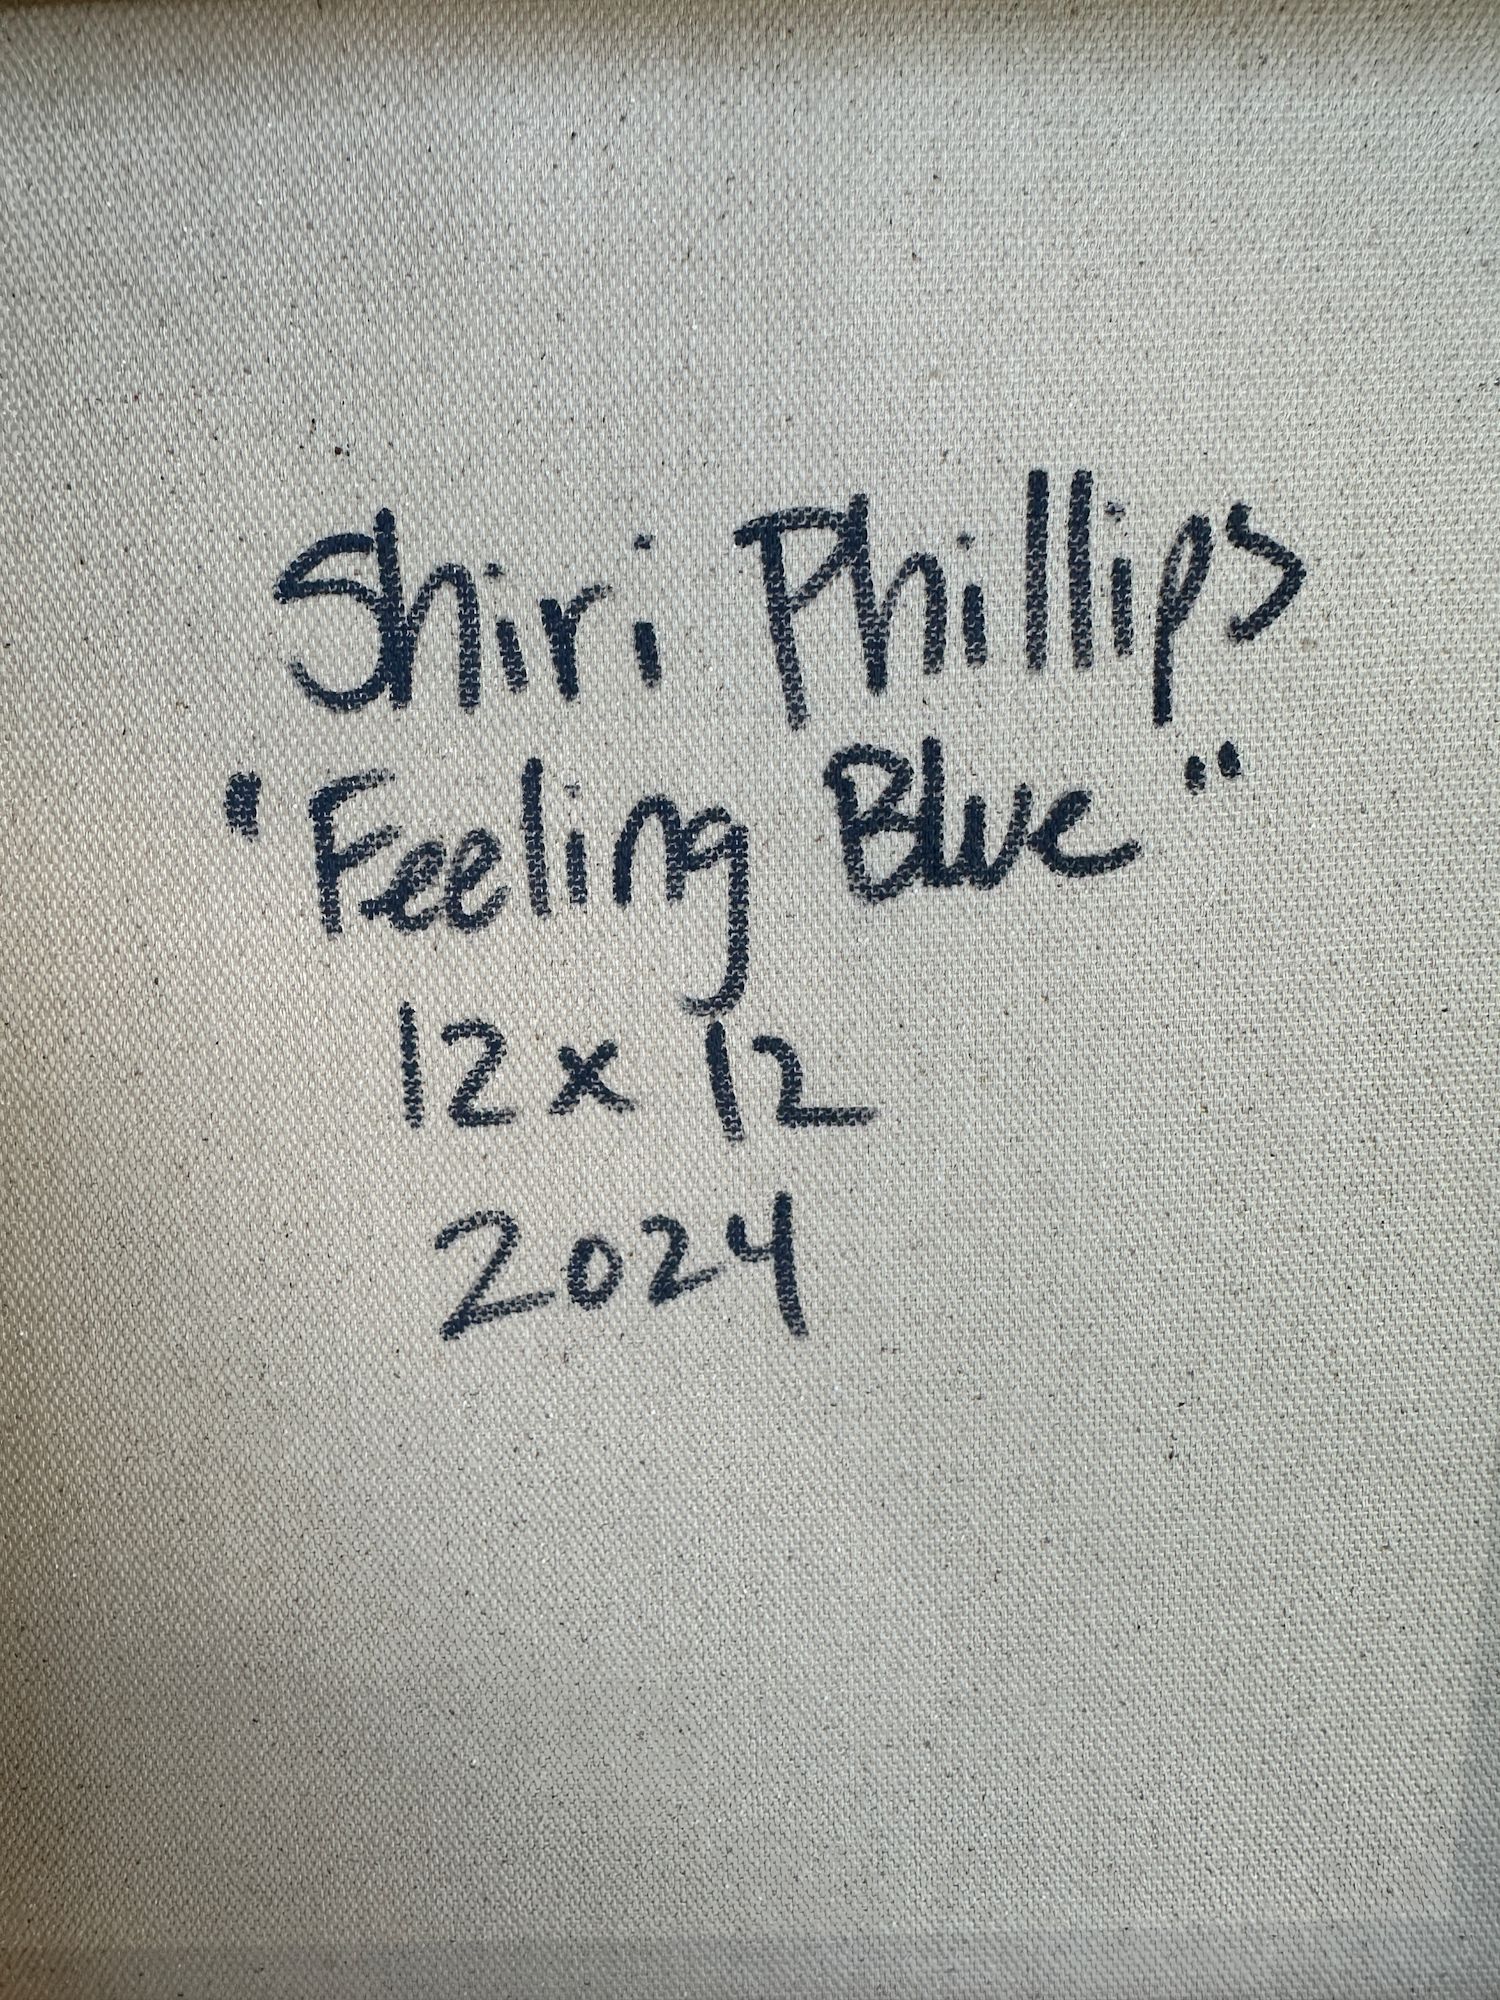 Shiri Phillips
"Feeling Blue"
12 x 12
2024